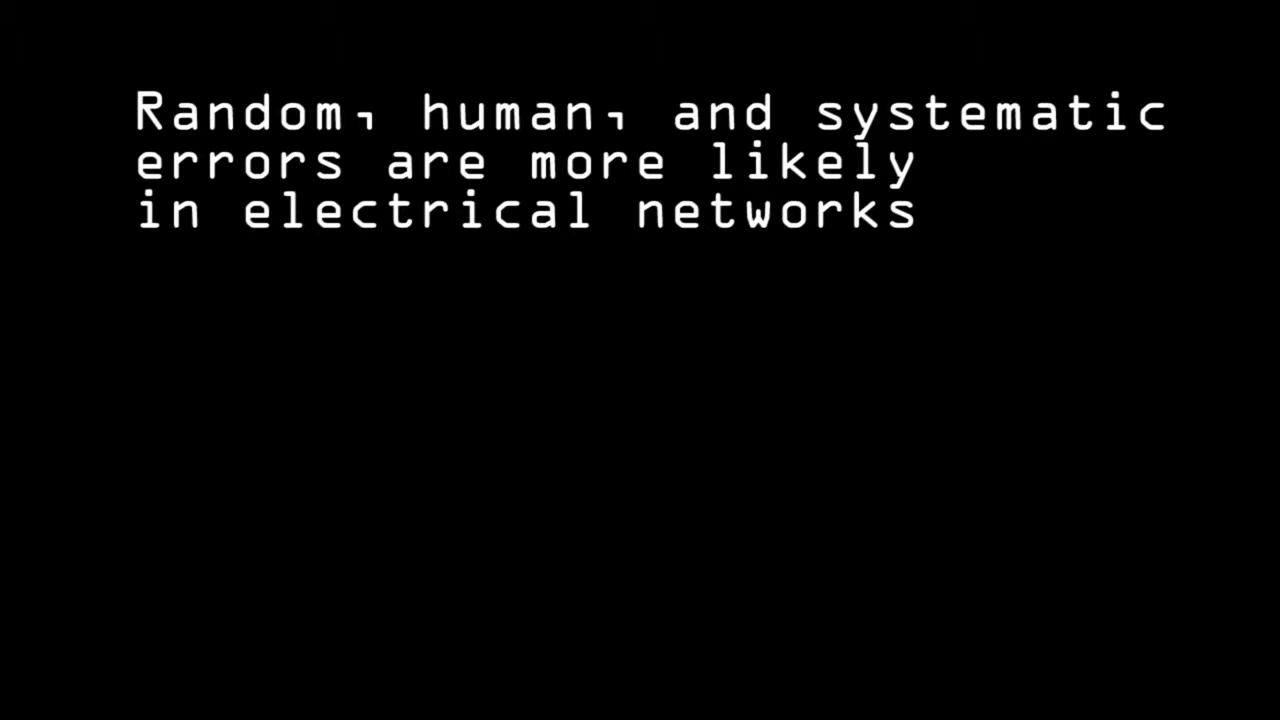 Random, human, and systematic
errors are more likely
in electrical networks